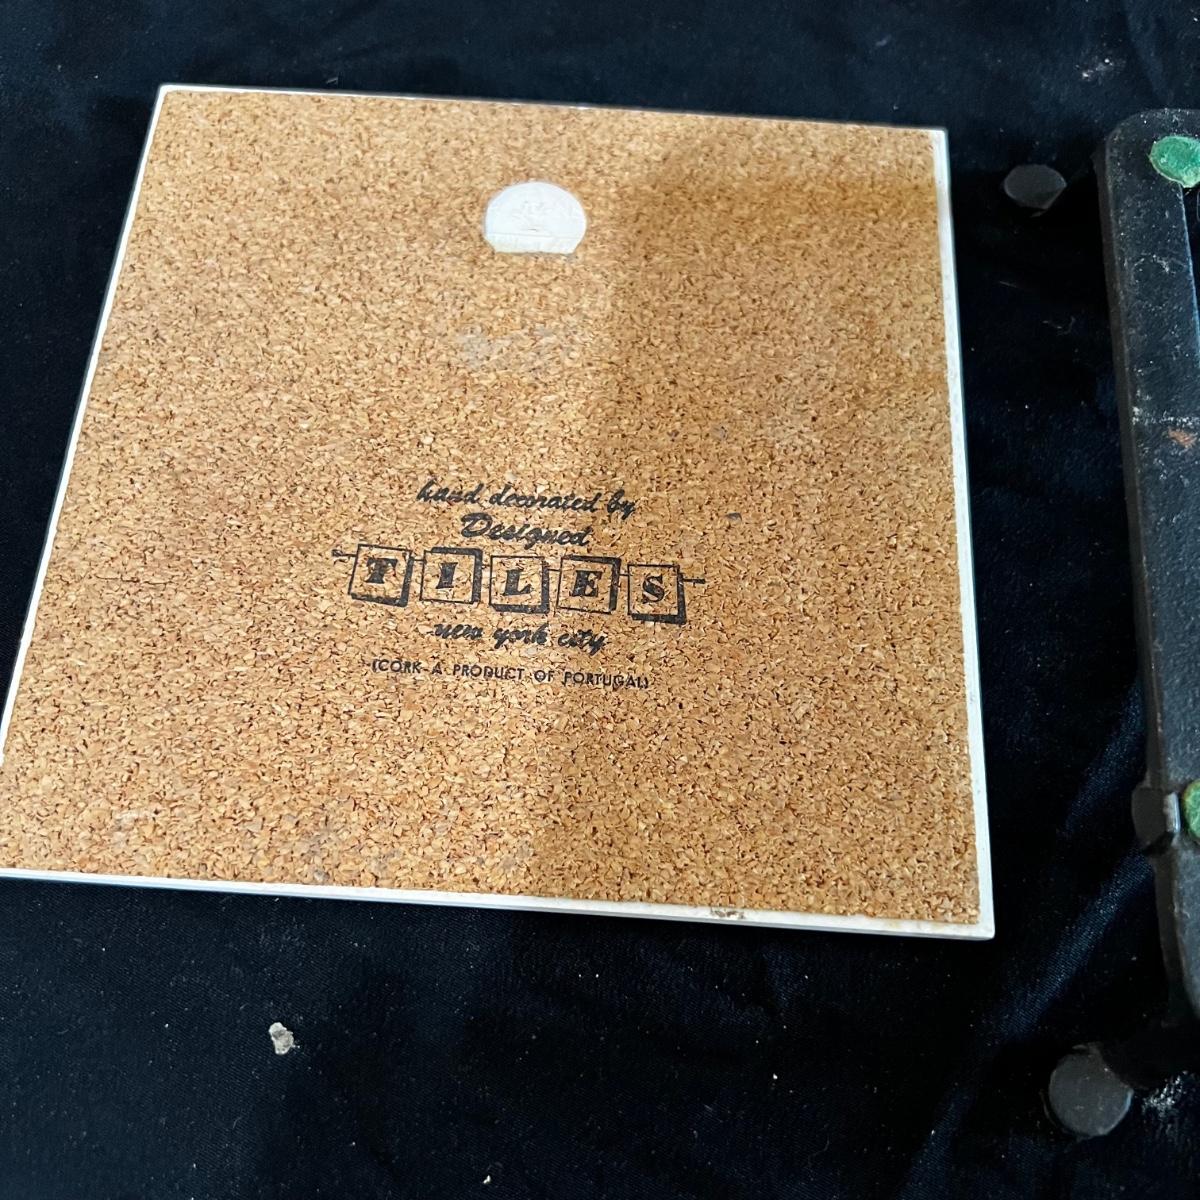 hand decorated by
Designed
TILES
new york city
(CORK A PRODUCT OF PORTUGAL)